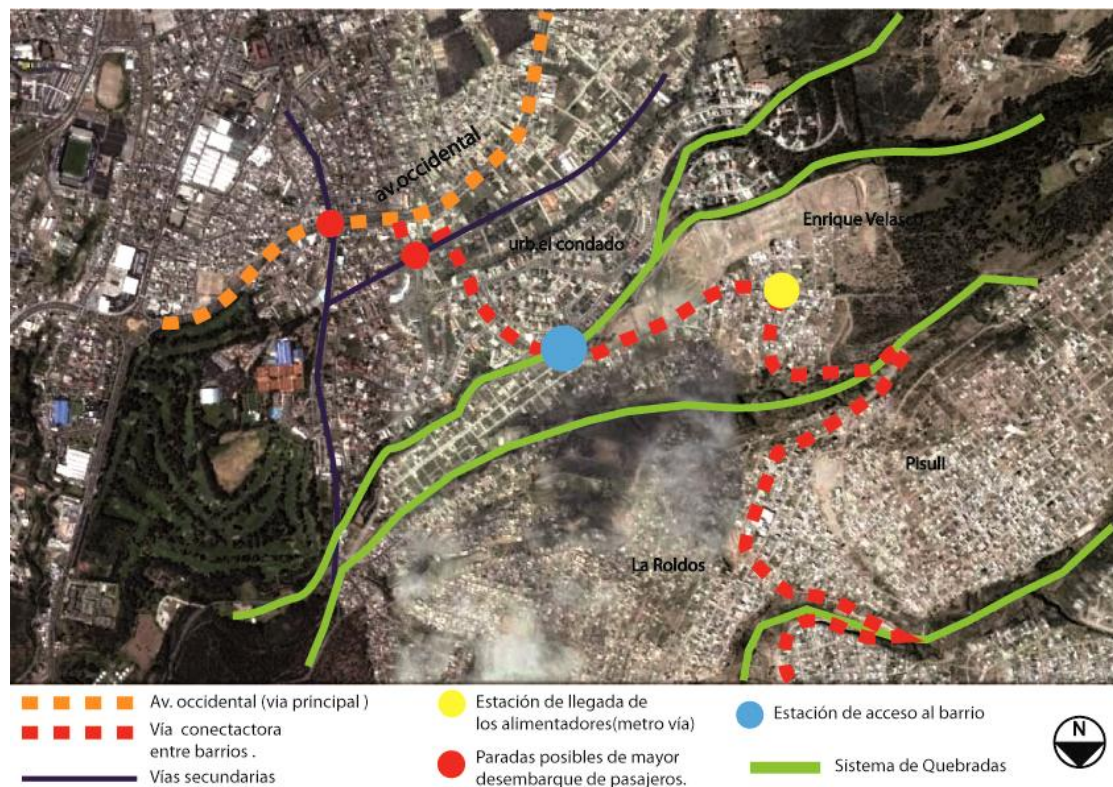 av.occidental
urb.el condado
Enrique Velasco
Pisull
La Roldos
Av. occidental (via principal )
Vía conectactora
entre barrios .
Vías secundarias
Estación de llegada de
los alimentadores(metro vía)
Paradas posibles de mayor
desembarque de pasajeros.
Estación de acceso al barrio
Sistema de Quebradas
N